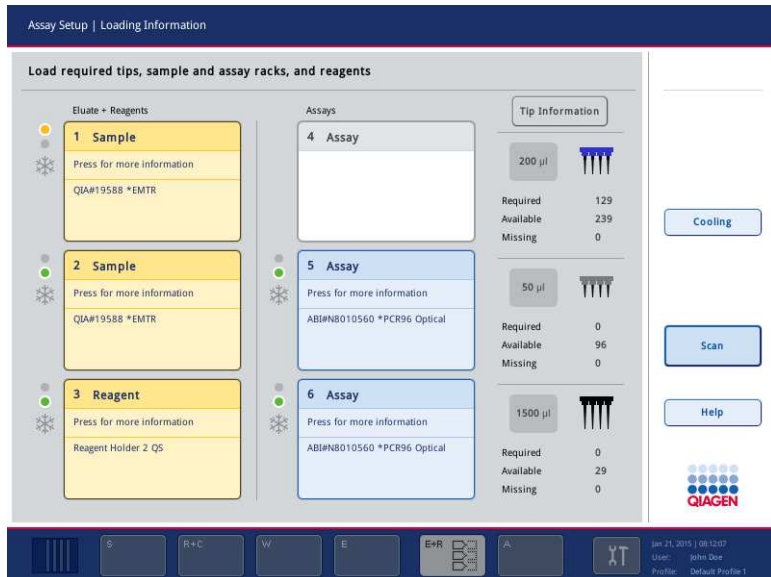 Assay Setup | Loading Information
Load required tips, sample and assay racks, and reagents
Eluate + Reagents
1 Sample
Press for more information
QIA#19588 *EMTR
2 Sample
Press for more information
QIA#19588 *EMTR
3 Reagent
Press for more information
Reagent Holder 2 QS
Assays
4 Assay
5 Assay
Press for more information
ABI#N8010560 *PCR96 Optical
6 Assay
Press for more information
ABI#N8010560 *PCR96 Optical
Tip Information
200 µl
Required 129
Available 239
Missing 0
50 µl
Required 0
Available 96
Missing 0
1500 µl
Required 0
Available 29
Missing 0
Cooling
Scan
Help
QIAGEN
S
R+C
W
E
E+R
A
Jan 21, 2015 | 08:12:07
User: John Doe
Profile: Default Profile 1